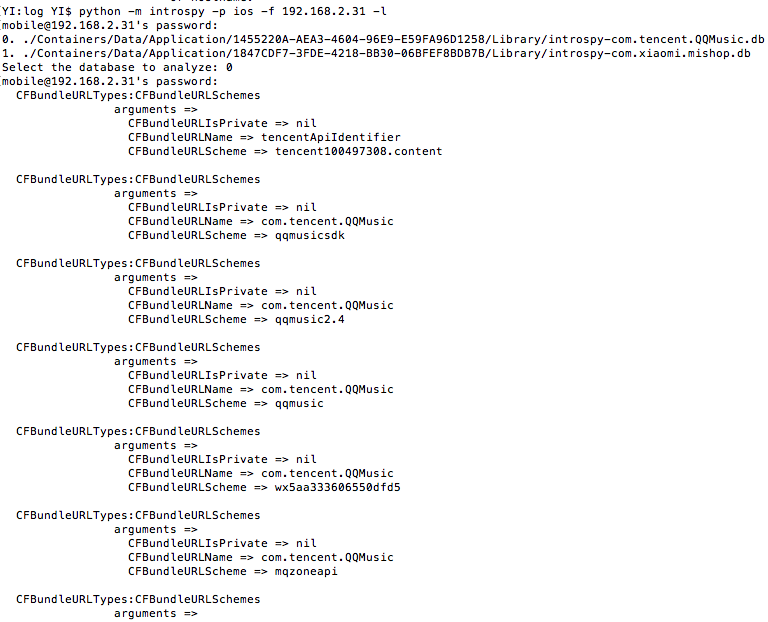 [YI:log YI$ python -m introspy -p ios -f 192.168.2.31 -l
[mobile@192.168.2.31's password:
0. ./Containers/Data/Application/1455220A-AEA3-4604-96E9-E59FA96D1258/Library/introspy-com.tencent.QQMusic.db
1. ./Containers/Data/Application/1847CDF7-3FDE-4218-BB30-06BFEF8BDB7B/Library/introspy-com.xiaomi.mishop.db
Select the database to analyze: 0
[mobile@192.168.2.31's password:
CFBundleURLTypes:CFBundleURLSchemes
arguments =>
CFBundleURLIsPrivate => nil
CFBundleURLName => tencentApiIdentifier
CFBundleURLScheme => tencent100497308.content
CFBundleURLTypes:CFBundleURLSchemes
arguments =>
CFBundleURLIsPrivate => nil
CFBundleURLName => com.tencent.QQMusic
CFBundleURLScheme => qqmusicsdk
CFBundleURLTypes:CFBundleURLSchemes
arguments =>
CFBundleURLIsPrivate => nil
CFBundleURLName => com.tencent.QQMusic
CFBundleURLScheme => qqmusic2.4
CFBundleURLTypes:CFBundleURLSchemes
arguments =>
CFBundleURLIsPrivate => nil
CFBundleURLName => com.tencent.QQMusic
CFBundleURLScheme => qqmusic
CFBundleURLTypes:CFBundleURLSchemes
arguments =>
CFBundleURLIsPrivate => nil
CFBundleURLName => com.tencent.QQMusic
CFBundleURLScheme => wx5aa333606550dfd5
CFBundleURLTypes:CFBundleURLSchemes
arguments =>
CFBundleURLIsPrivate => nil
CFBundleURLName => com.tencent.QQMusic
CFBundleURLScheme => mqzoneapi
CFBundleURLTypes:CFBundleURLSchemes
arguments =>